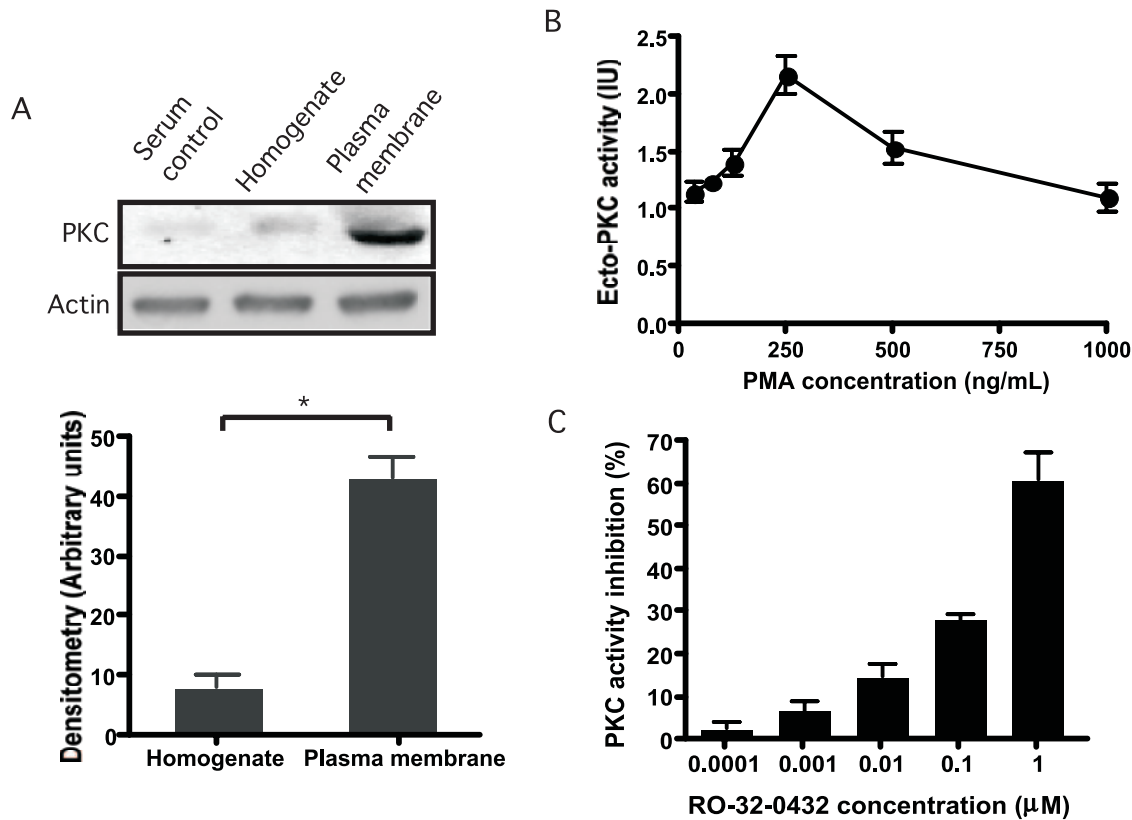 A
Serum
control
Homogenate
Plasma
membrane
PKC
Actin
Densitometry (Arbitrary units)
50
40
30
20
10
0
*
Homogenate
Plasma membrane
B
Ecto-PKC activity (IU)
2.5
2.0
1.5
1.0
0.5
0.0
0
250
500
750
1000
PMA concentration (ng/mL)
C
PKC activity inhibition (%)
70
60
50
40
30
20
10
0
0.0001
0.001
0.01
0.1
1
RO-32-0432 concentration (μM)